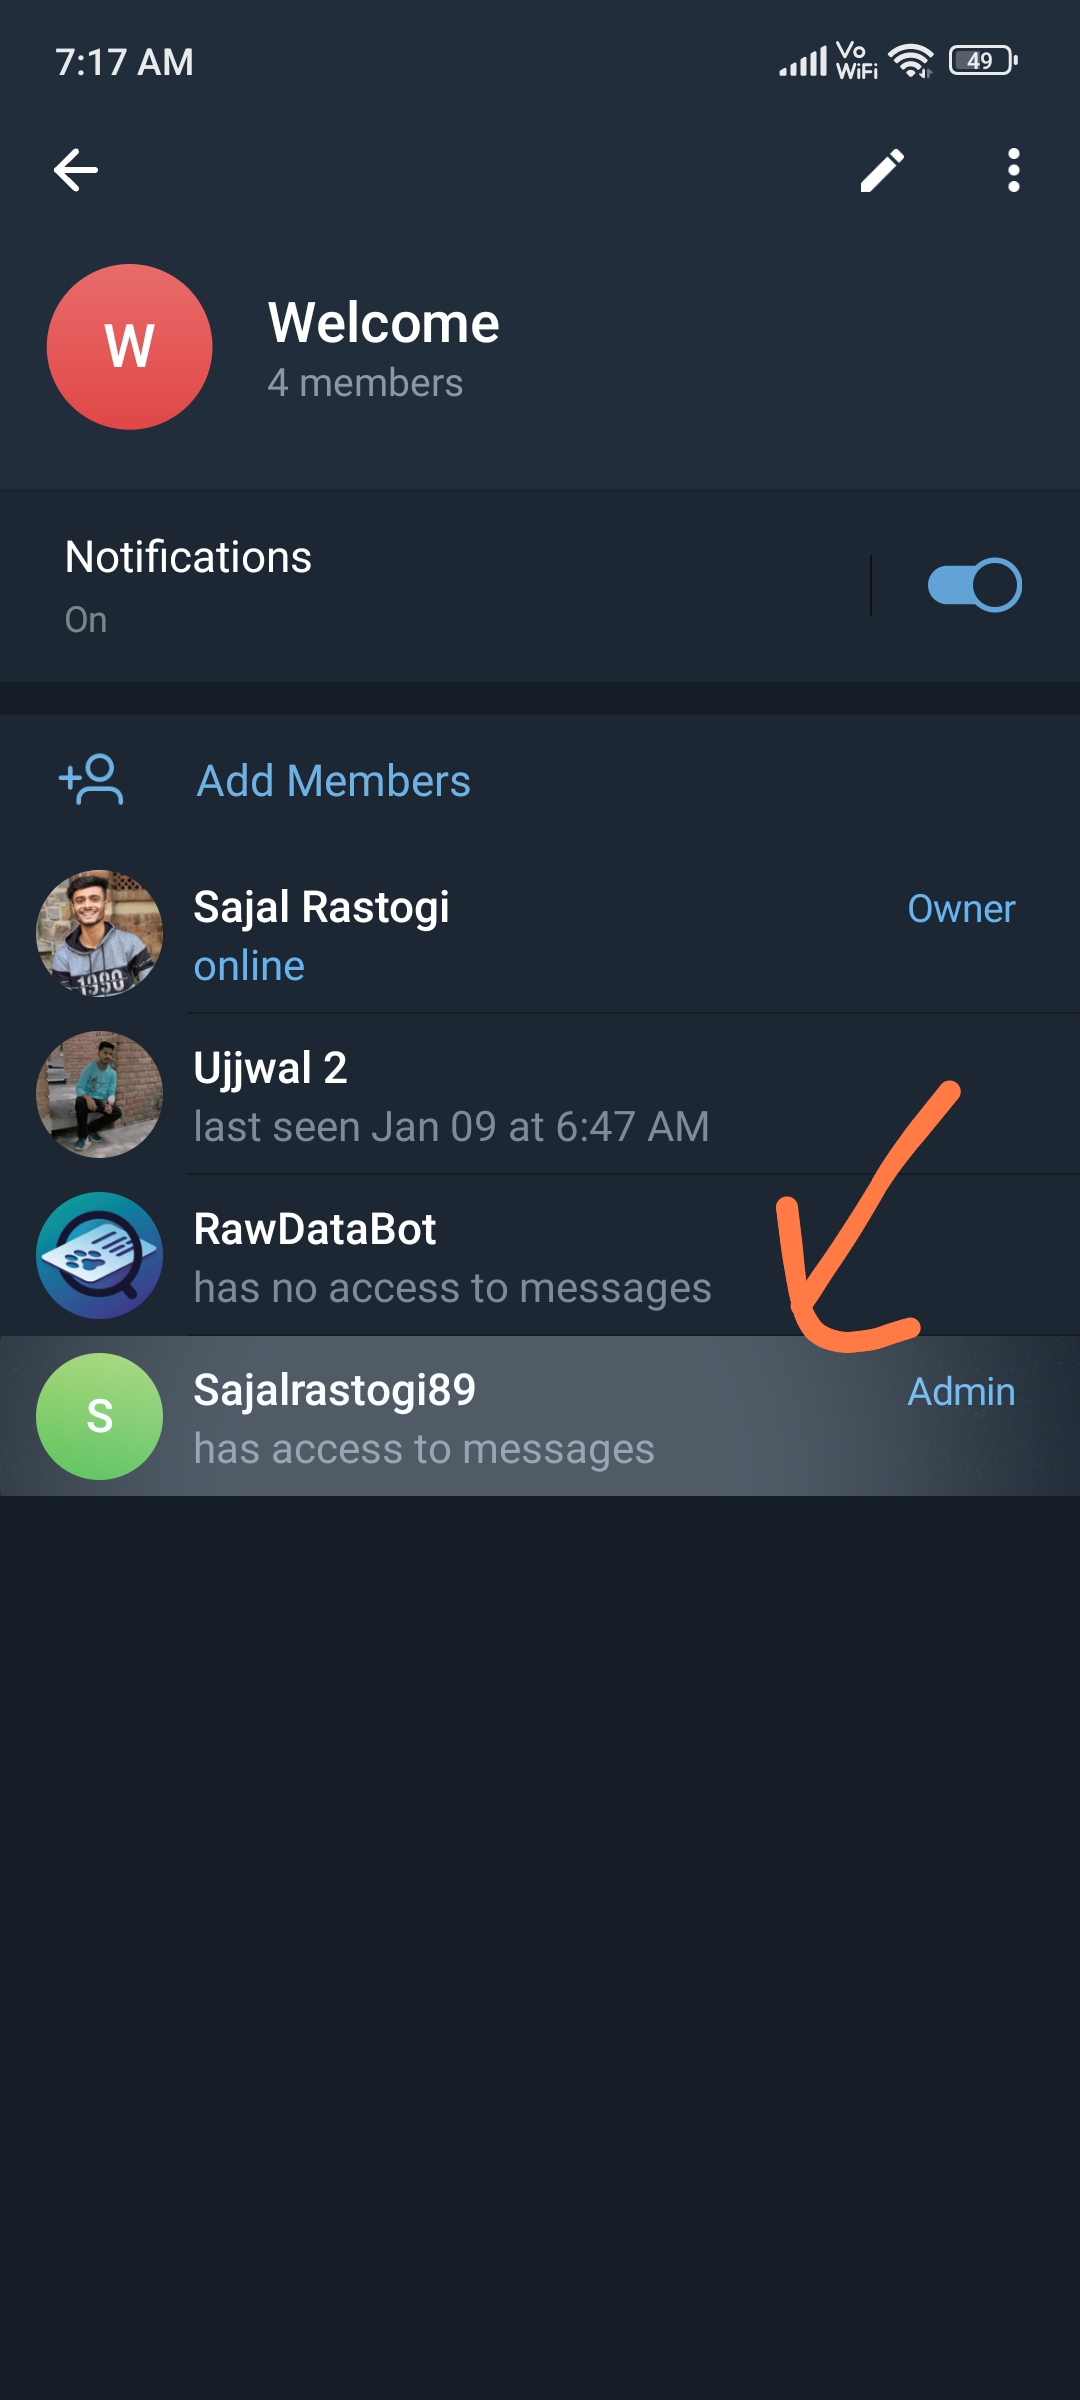 7:17 AM
Vo
WiFi
49
W
Welcome
4 members
Notifications
On
Add Members
Sajal Rastogi
Owner
online
1990
Ujjwal 2
last seen Jan 09 at 6:47 AM
RawDataBot
has no access to messages
S
Sajalrastogi89
Admin
has access to messages